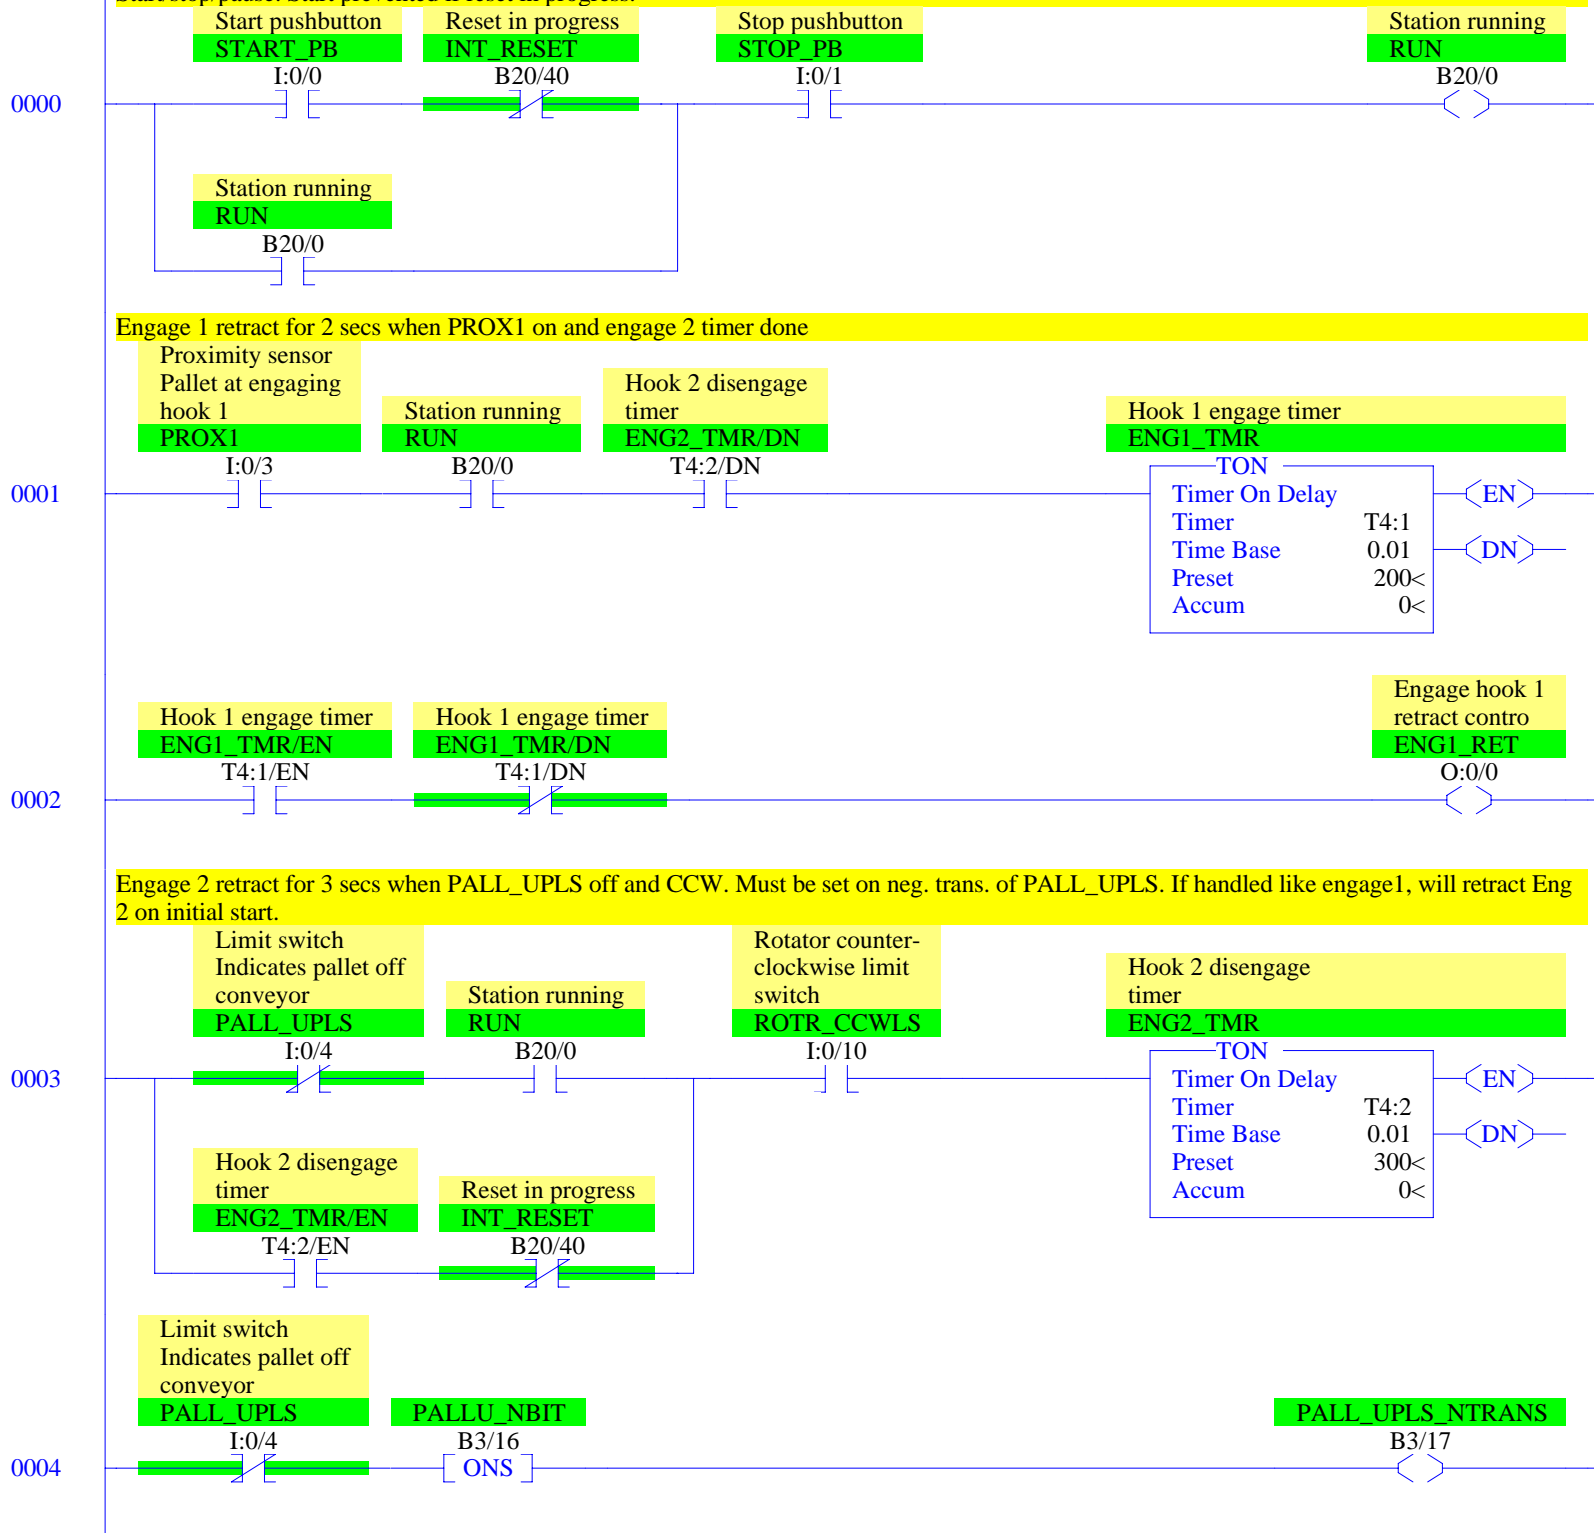 Start/stop/pause. Start prevented if reset in progress.
Start pushbutton Reset in progress Stop pushbutton Station running
START_PB INT_RESET STOP_PB RUN
I:0/0 B20/40 I:0/1 B20/0
0000
Station running
RUN
B20/0
Engage 1 retract for 2 secs when PROX1 on and engage 2 timer done
Proximity sensor
Pallet at engaging Hook 2 disengage
hook 1 Station running timer Hook 1 engage timer
PROX1 RUN ENG2_TMR/DN ENG1_TMR
I:0/3 B20/0 T4:2/DN TON
0001 Timer On Delay EN
Timer T4:1
Time Base 0.01 DN
Preset 200<
Accum 0<
Engage hook 1
Hook 1 engage timer Hook 1 engage timer retract contro
ENG1_TMR/EN ENG1_TMR/DN ENG1_RET
T4:1/EN T4:1/DN O:0/0
0002
Engage 2 retract for 3 secs when PALL_UPLS off and CCW. Must be set on neg. trans. of PALL_UPLS. If handled like engage1, will retract Eng
2 on initial start.
Limit switch Rotator counter-
Indicates pallet off clockwise limit Hook 2 disengage
conveyor Station running switch timer
PALL_UPLS RUN ROTR_CCWLS ENG2_TMR
I:0/4 B20/0 I:0/10 TON
0003 Timer On Delay EN
Timer T4:2
Time Base 0.01 DN
Preset 300<
Accum 0<
Hook 2 disengage
timer Reset in progress
ENG2_TMR/EN INT_RESET
T4:2/EN B20/40
Limit switch
Indicates pallet off
conveyor
PALL_UPLS PALLU_NBIT PALL_UPLS_NTRANS
I:0/4 B3/16 B3/17
0004 ONS